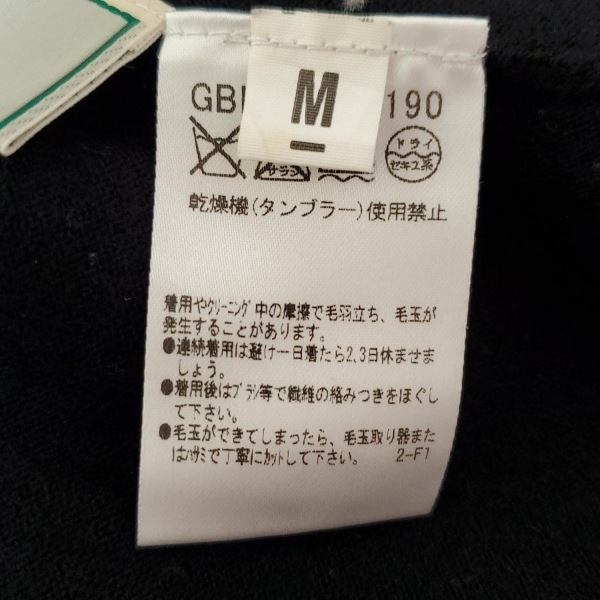 M
GB
190
サラシ
ドライ
セキユ系
乾燥機(タンブラー)使用禁止
着用やクリーニング中の摩擦で毛羽立ち、毛玉が
発生することがあります。
●連続着用は避け一日着たら2,3日休ませま
しょう。
●着用後はブラシ等で繊維の絡みつきをほぐし
て下さい。
●毛玉ができてしまったら、毛玉取り器また
はハサミで丁寧にカットして下さい。 2-F1